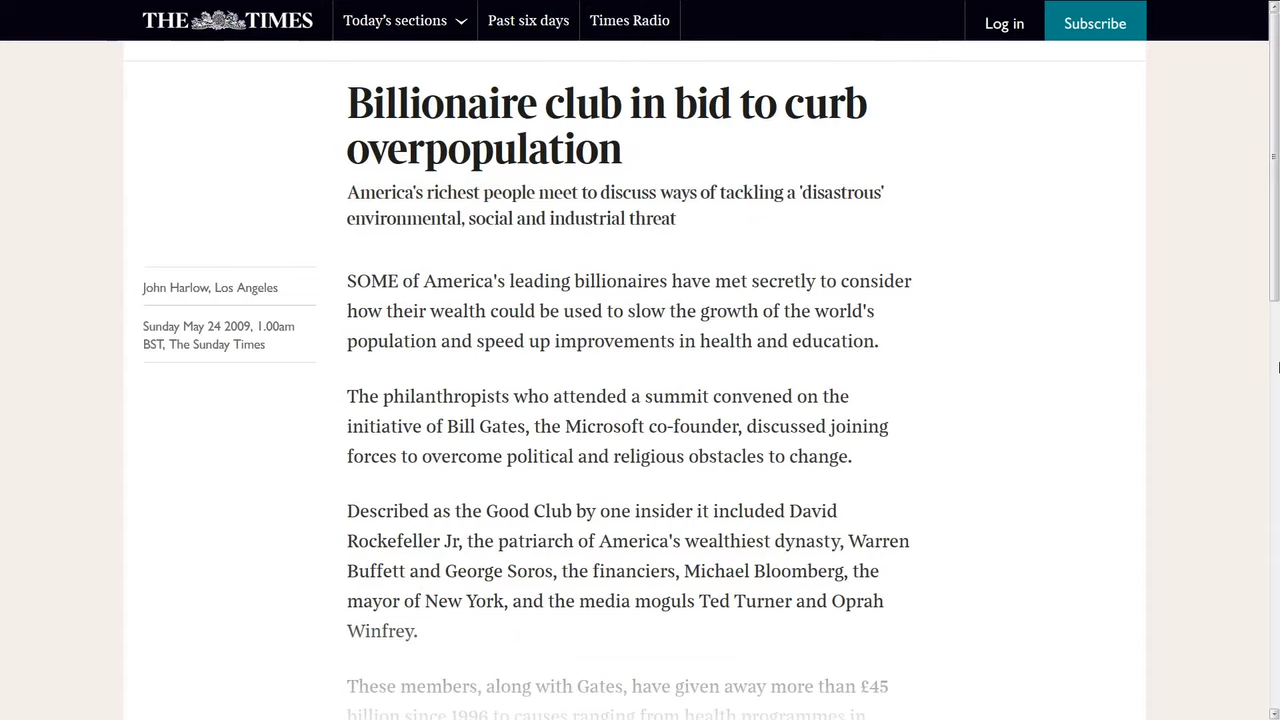 THE TIMES Today's sections Past six days Times Radio Log in Subscribe
Billionaire club in bid to curb
overpopulation
America's richest people meet to discuss ways of tackling a 'disastrous'
environmental, social and industrial threat
John Harlow, Los Angeles
Sunday May 24 2009, 1.00am
BST, The Sunday Times
SOME of America's leading billionaires have met secretly to consider
how their wealth could be used to slow the growth of the world's
population and speed up improvements in health and education.
The philanthropists who attended a summit convened on the
initiative of Bill Gates, the Microsoft co-founder, discussed joining
forces to overcome political and religious obstacles to change.
Described as the Good Club by one insider it included David
Rockefeller Jr, the patriarch of America's wealthiest dynasty, Warren
Buffett and George Soros, the financiers, Michael Bloomberg, the
mayor of New York, and the media moguls Ted Turner and Oprah
Winfrey.
These members, along with Gates, have given away more than £45
billion since 1996 to causes ranging from health programmes in